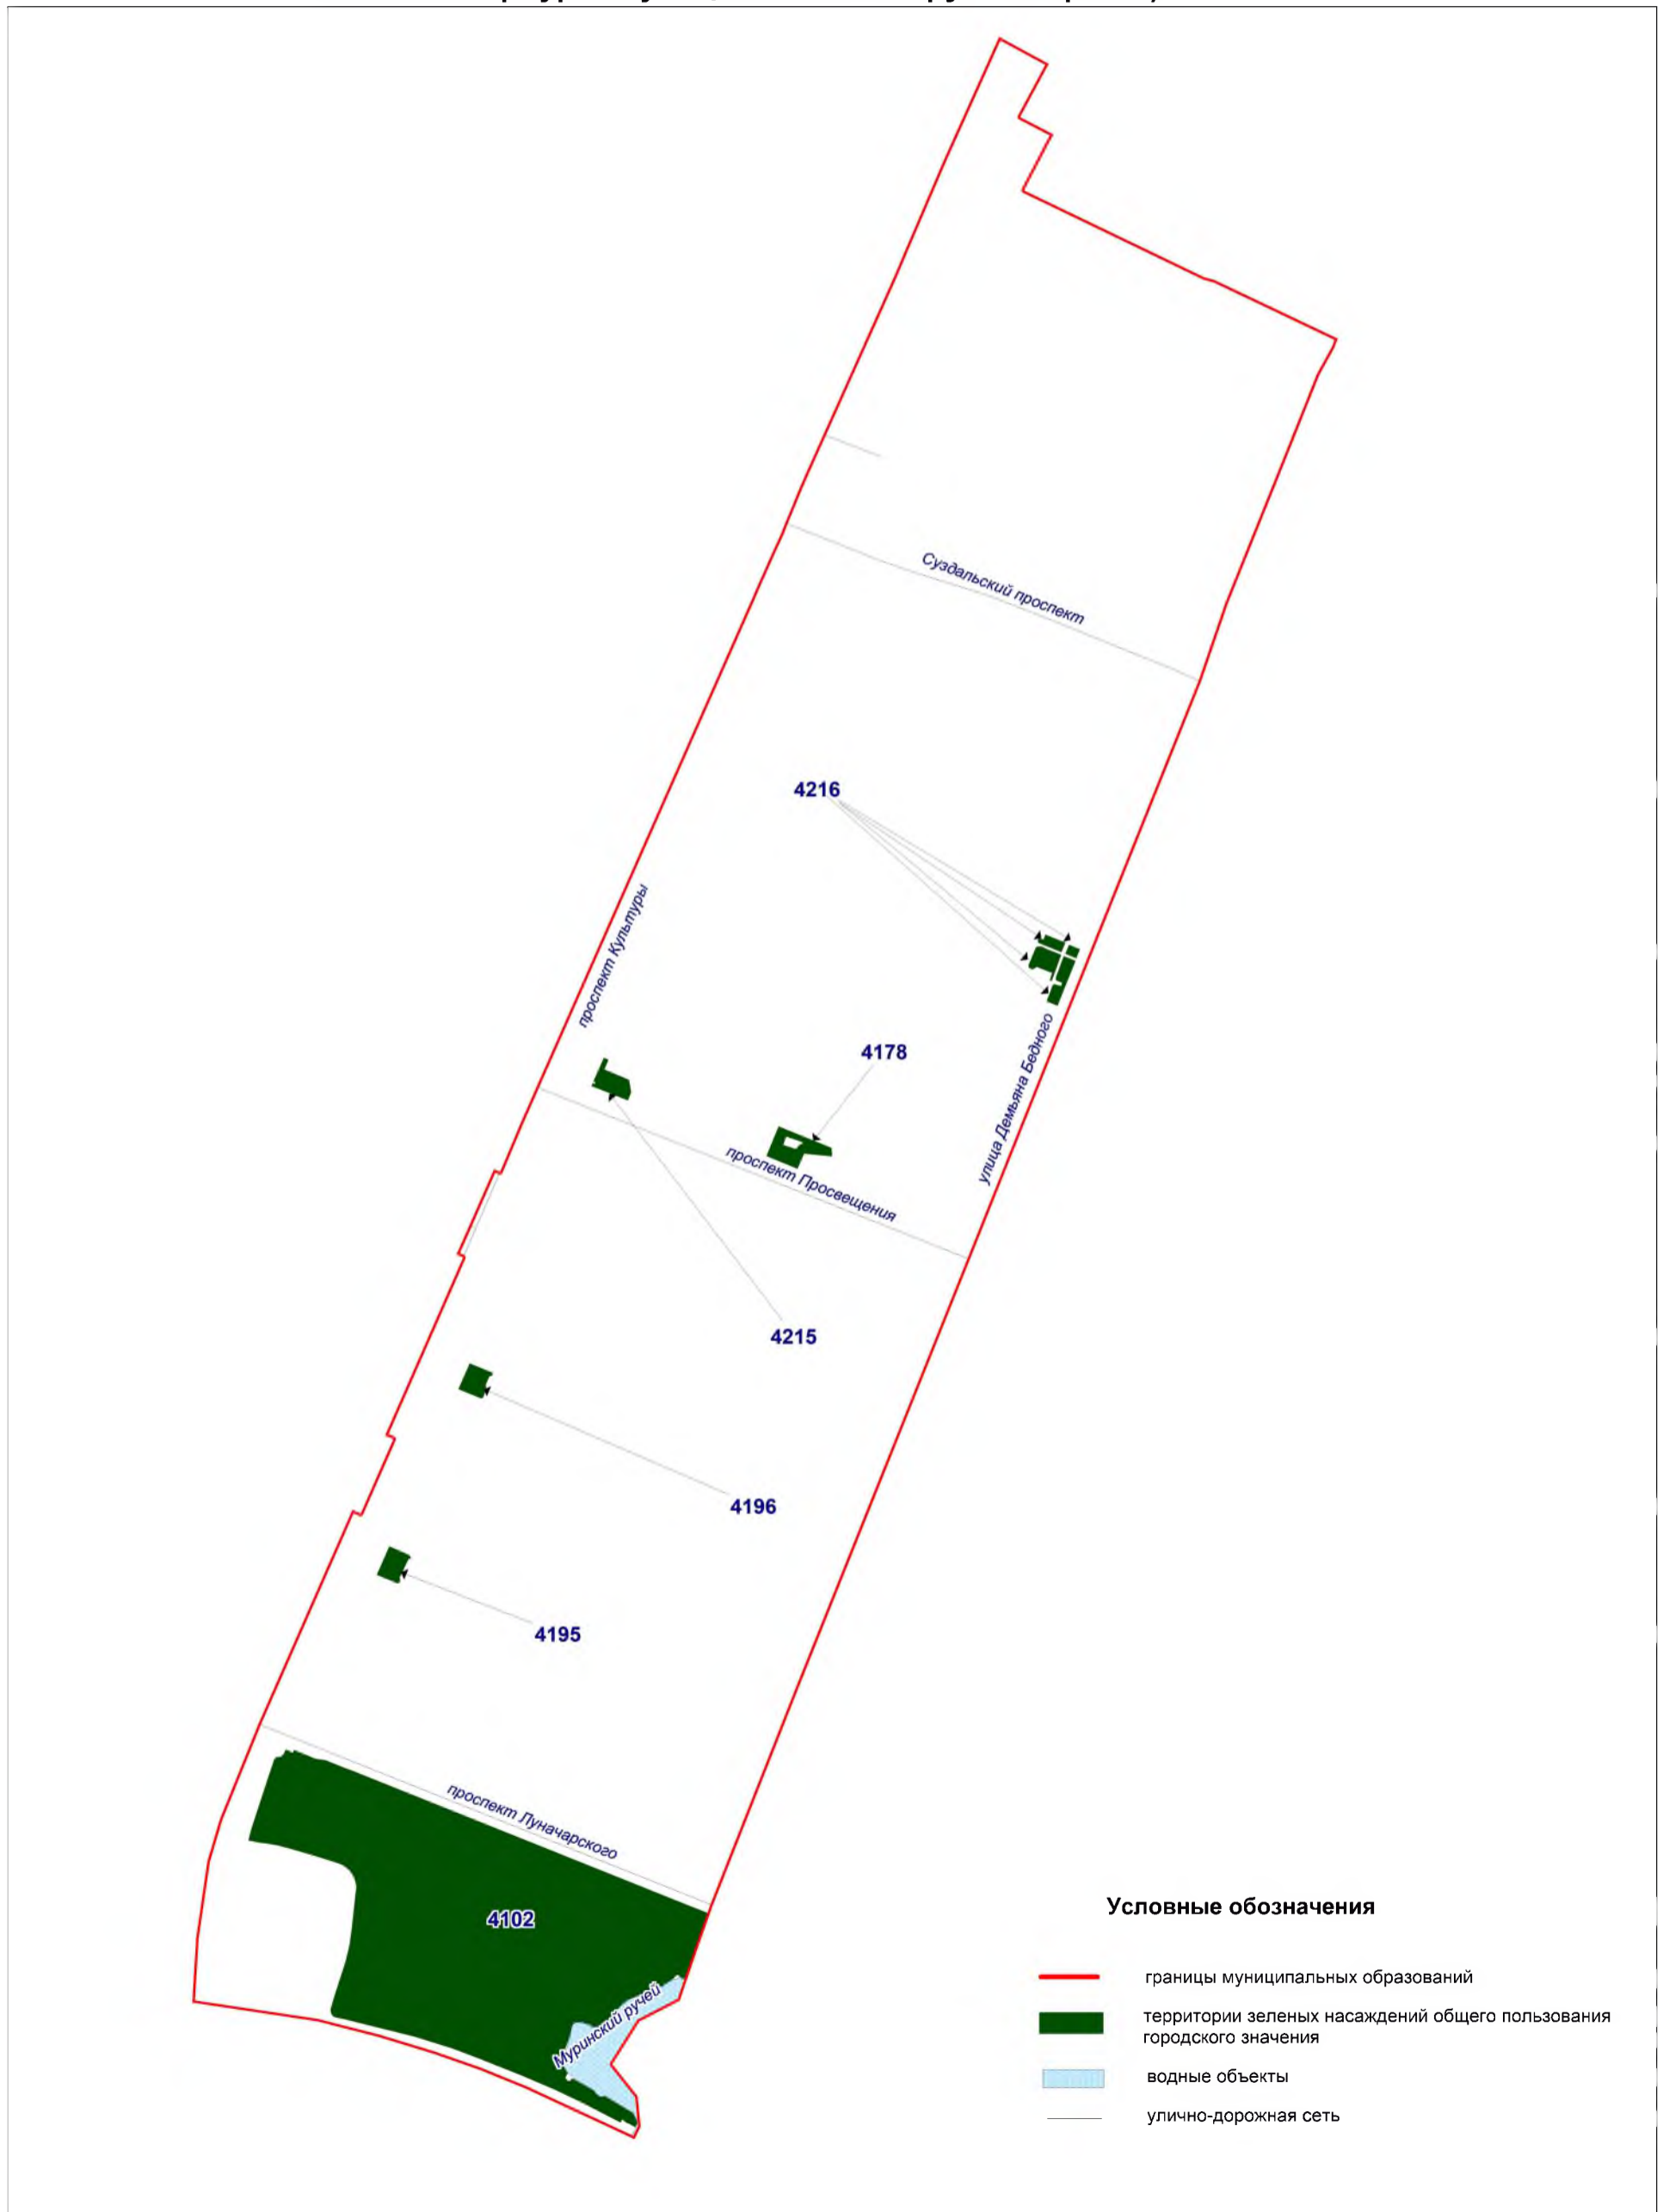 Суздальский проспект
4216
проспект Культуры
4178
улица Демьяна Бедного
проспект Просвещения
4215
4196
4195
проспект Луначарского
4102
Муринский ручей
Условные обозначения
границы муниципальных образований
территории зеленых насаждений общего пользования
городского значения
водные объекты
улично-дорожная сеть